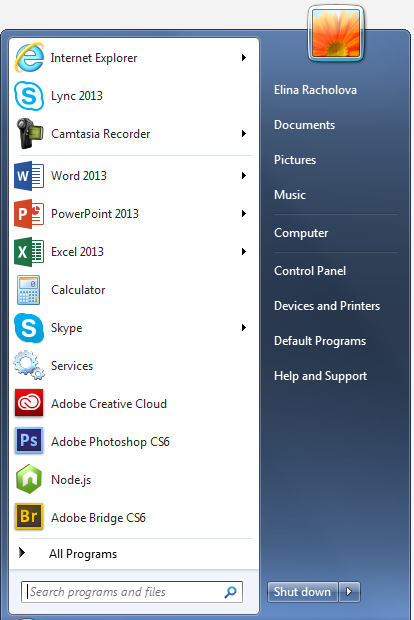 Internet Explorer
Lync 2013
Camtasia Recorder
Word 2013
PowerPoint 2013
Excel 2013
Calculator
Skype
Services
Adobe Creative Cloud
Ps Adobe Photoshop CS6
Node.js
Br Adobe Bridge CS6
All Programs
Search programs and files
Elina Racholova
Documents
Pictures
Music
Computer
Control Panel
Devices and Printers
Default Programs
Help and Support
Shut down